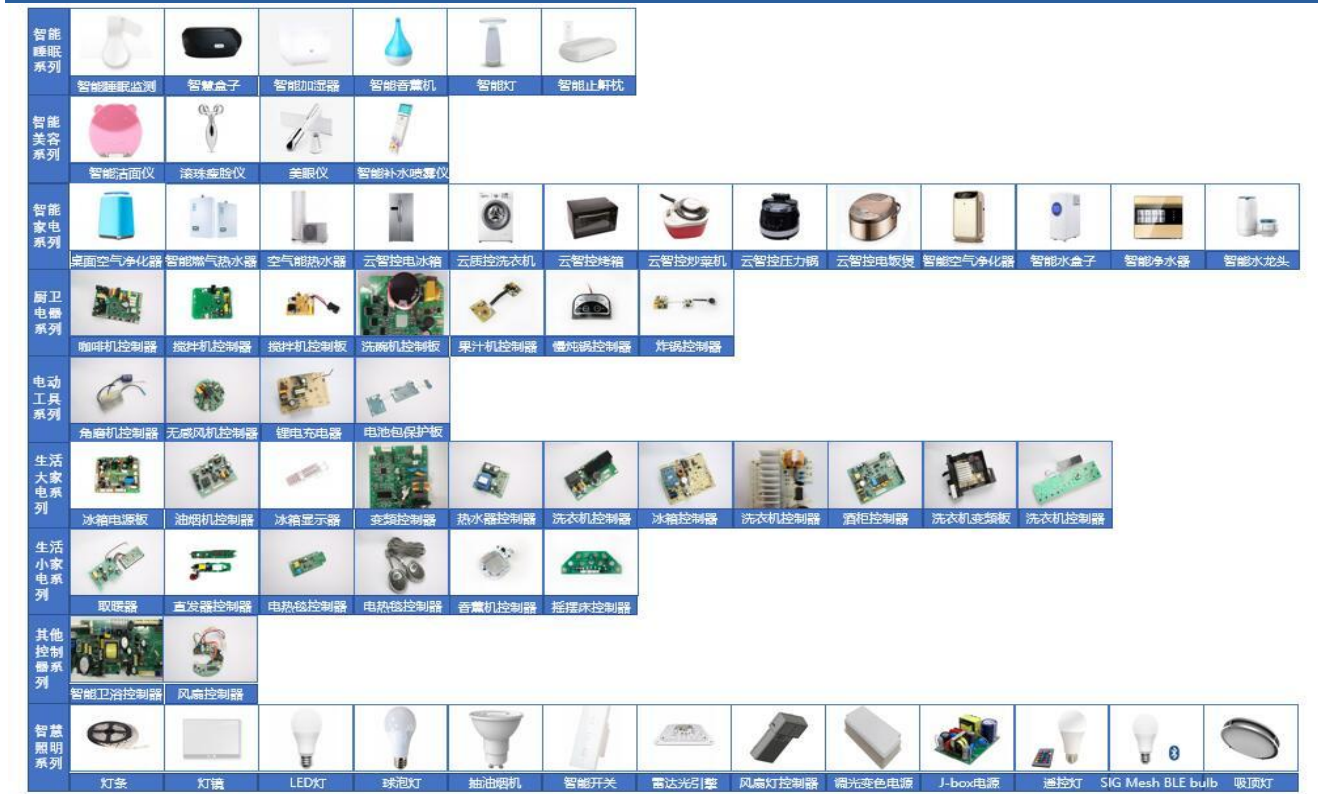 智能
睡眠
系列
智能睡眠监测 智慧盒子 智能加湿器 智能香薰机 智能灯 智能止鼾枕
智能
美容
系列
智能洁面仪 滚珠瘦脸仪 美眼仪 智能补水喷雾仪
智能
家电
系列
桌面空气净化器 智能燃气热水器 空气能热水器 云智控电冰箱 云质控洗衣机 云智控烤箱 云智控炒菜机 云智控压力锅 云智控电饭煲 智能空气净化器 智能水盒子 智能净水器 智能水龙头
厨卫
电器
系列
咖啡机控制器 搅拌机控制器 搅拌机控制板 洗碗机控制板 果汁机控制器 慢炖锅控制器 炸锅控制器
电动
工具
系列
角磨机控制器 无感风机控制器 锂电充电器 电池包保护板
生活
大家
电系
列
冰箱电源板 油烟机控制器 冰箱显示器 变频控制器 热水器控制器 洗衣机控制器 冰箱控制器 洗衣机控制器 酒柜控制器 洗衣机变频板 洗衣机控制器
生活
小家
电系
列
取暖器 直发器控制器 电热毯控制器 电热毯控制器 香薰机控制器 摇摆床控制器
其他
控制
器系
列
智能卫浴控制器 风扇控制器
智慧
照明
系列
灯条 灯镜 LED灯 球泡灯 抽油烟机 智能开关 雷达光引擎 风扇灯控制器 调光变色电源 J-box电源 遥控灯 SIG Mesh BLE bulb 吸顶灯